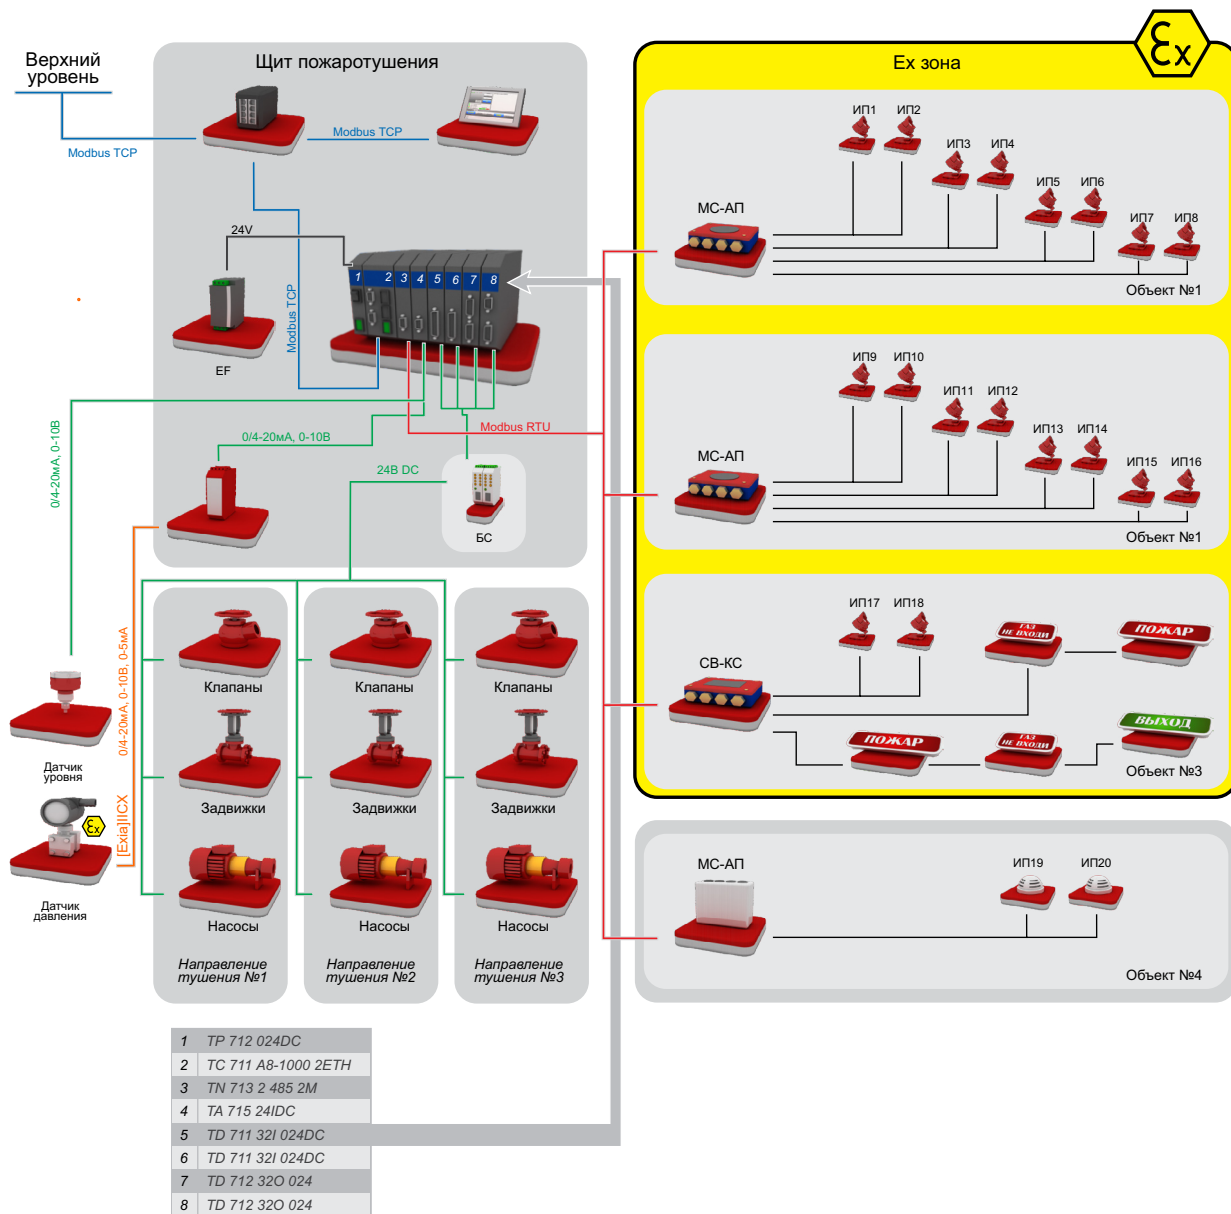 Верхний
уровень
Щит пожаротушения
Ex зона
Modbus TCP
Modbus TCP
24V
Modbus TCP
EF
1 2 3 4 5 6 7 8
0/4-20мА, 0-10В
0/4-20мА, 0-10В
Modbus RTU
24В DC
БС
0/4-20мА, 0-10В, 0-5мА
[Exia]IICX
Датчик
уровня
Ex
Датчик
давления
Клапаны
Клапаны
Клапаны
Задвижки
Задвижки
Задвижки
Насосы
Насосы
Насосы
Направление
тушения №1
Направление
тушения №2
Направление
тушения №3
Ex
ИП1
ИП2
ИП3
ИП4
ИП5
ИП6
ИП7
ИП8
МС-АП
Объект №1
ИП9
ИП10
ИП11
ИП12
ИП13
ИП14
ИП15
ИП16
МС-АП
Объект №1
ИП17
ИП18
ГАЗ
НЕ ВХОДИ
ПОЖАР
СВ-КС
ПОЖАР
ГАЗ
НЕ ВХОДИ
ВЫХОД
Объект №3
МС-АП
ИП19
ИП20
Объект №4
1 TP 712 024DC
2 TC 711 A8-1000 2ETH
3 TN 713 2 485 2M
4 TA 715 24IDC
5 TD 711 32I 024DC
6 TD 711 32I 024DC
7 TD 712 32O 024
8 TD 712 32O 024